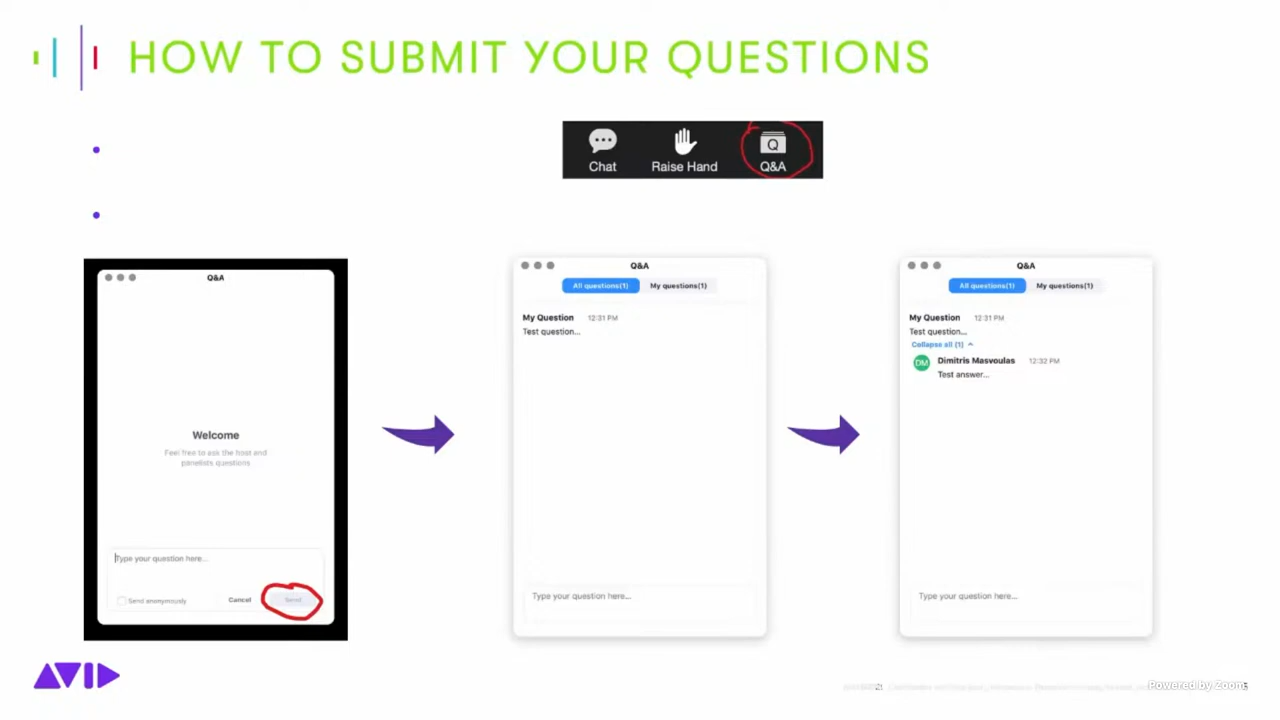 HOW TO SUBMIT YOUR QUESTIONS
Chat
Raise Hand
Q
Q&A
Q&A
Welcome
Feel free to ask the host and
panelists questions
Type your question here...
Send anonymously
Cancel
Send
Q&A
All questions(1)
My questions(1)
My Question
12:31 PM
Test question...
Type your question here...
Q&A
All questions(1)
My questions(1)
My Question
12:31 PM
Test question...
Collapse all (1)
DM
Dimitris Masvoulas
12:32 PM
Test answer...
Type your question here...
AVID
Powered by Zoom